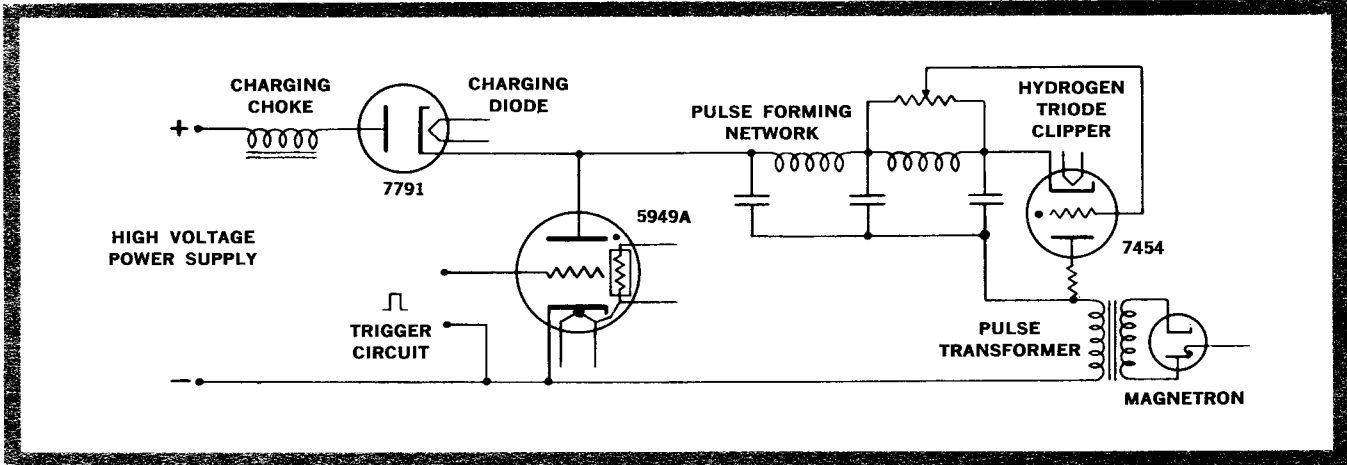 CHARGING
CHOKE
CHARGING
DIODE
+
7791
PULSE FORMING
NETWORK
HYDROGEN
TRIODE
CLIPPER
5949A
7454
HIGH VOLTAGE
POWER SUPPLY
TRIGGER
CIRCUIT
PULSE
TRANSFORMER
−
MAGNETRON